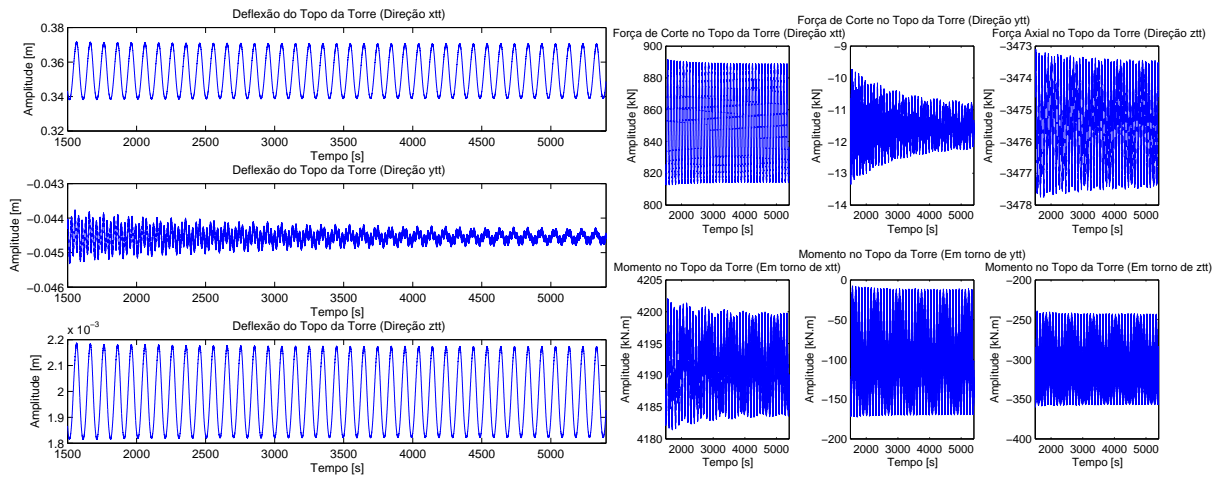 Deflexão do Topo da Torre (Direção xtt)
Amplitude [m]
0.38
0.36
0.34
0.32
1500 2000 2500 3000 3500 4000 4500 5000
Tempo [s]
Deflexão do Topo da Torre (Direção ytt)
Amplitude [m]
−0.043
−0.044
−0.045
−0.046
1500 2000 2500 3000 3500 4000 4500 5000
Tempo [s]
Deflexão do Topo da Torre (Direção ztt)
x 10−3
Amplitude [m]
2.2
2.1
2
1.9
1.8
1500 2000 2500 3000 3500 4000 4500 5000
Tempo [s]
Força de Corte no Topo da Torre (Direção xtt)
Amplitude [kN]
900
880
860
840
820
800
2000 3000 4000 5000
Tempo [s]
Força de Corte no Topo da Torre (Direção ytt)
Amplitude [kN]
−9
−10
−11
−12
−13
−14
2000 3000 4000 5000
Tempo [s]
Força Axial no Topo da Torre (Direção ztt)
Amplitude [kN]
−3473
−3474
−3475
−3476
−3477
−3478
2000 3000 4000 5000
Tempo [s]
Momento no Topo da Torre (Em torno de xtt)
Amplitude [kN.m]
4205
4200
4195
4190
4185
4180
2000 3000 4000 5000
Tempo [s]
Momento no Topo da Torre (Em torno de ytt)
Amplitude [kN.m]
0
−50
−100
−150
−200
2000 3000 4000 5000
Tempo [s]
Momento no Topo da Torre (Em torno de ztt)
Amplitude [kN.m]
−200
−250
−300
−350
−400
2000 3000 4000 5000
Tempo [s]